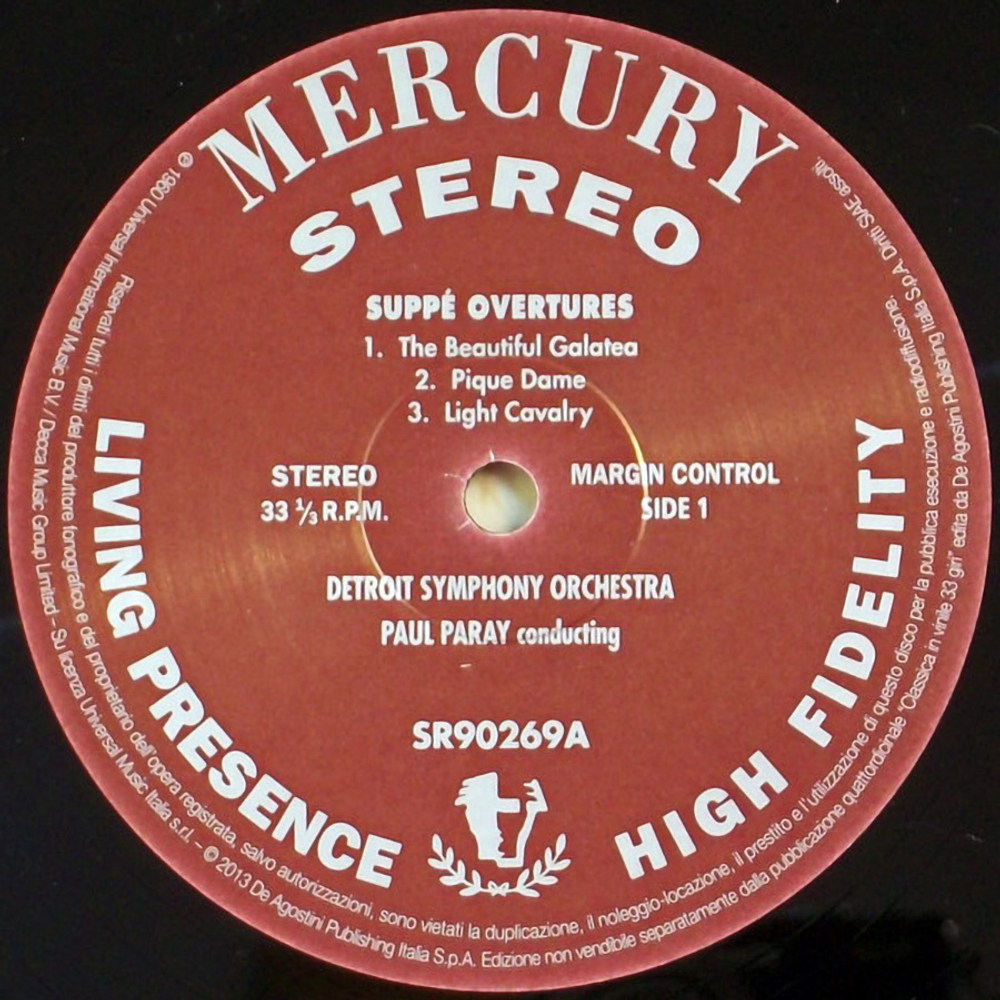 MERCURY
STEREO
SUPPÉ OVERTURES
1. The Beautiful Galatea
2. Pique Dame
3. Light Cavalry
STEREO
33 ⅓ R.P.M.
MARGIN CONTROL
SIDE 1
DETROIT SYMPHONY ORCHESTRA
PAUL PARAY conducting
SR90269A
LIVING PRESENCE
HIGH FIDELITY
℗ 1960 Universal International Music B.V. / Decca Music Group Limited - Su licenza Universal Music Italia s.r.l. - © 2013 De Agostini Publishing Italia S.p.A. Edizione non vendibile separatamente dalla pubblicazione quattordicinale "Classica in vinile 33 giri" edita da De Agostini Publishing Italia S.p.A. Diritti SIAE assolti.
Riservati tutti i diritti del produttore fonografico e del proprietario dell'opera registrata, salvo autorizzazioni, sono vietati la duplicazione, il noleggio-locazione, il prestito e l'utilizzazione di questo disco per la pubblica esecuzione e radiodiffusione.